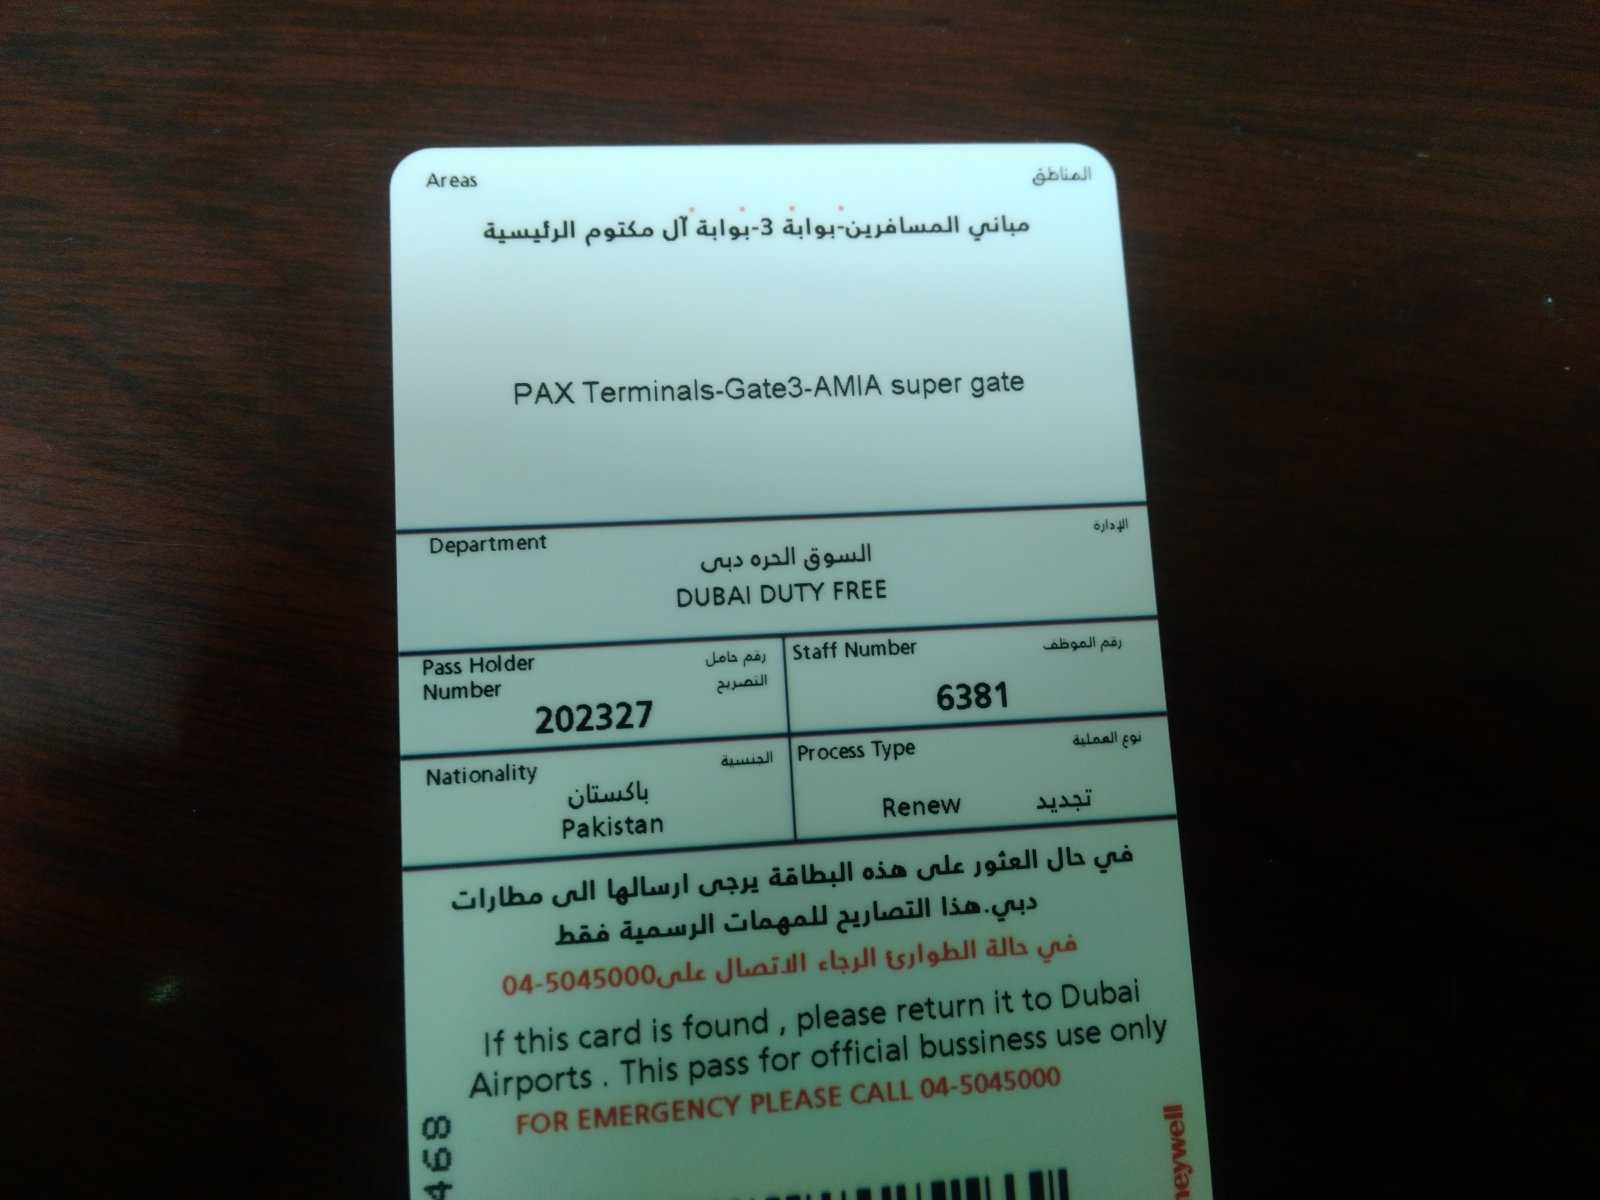 Areas
المناطق
مباني المسافرين-بوابة 3-بوابة آل مكتوم الرئيسية
PAX Terminals-Gate3-AMIA super gate
Department
الإدارة
السوق الحره دبى
DUBAI DUTY FREE
Pass Holder
Number
رقم حامل
التصريح
202327
Staff Number
رقم الموظف
6381
Nationality
الجنسية
باكستان
Pakistan
Process Type
نوع العملية
Renew تجديد
في حال العثور على هذه البطاقة يرجى ارسالها الى مطارات
دبي.هذا التصاريح للمهمات الرسمية فقط
في حالة الطوارئ الرجاء الاتصال على04-5045000
If this card is found , please return it to Dubai
Airports . This pass for official bussiness use only
FOR EMERGENCY PLEASE CALL 04-5045000
468
neywell